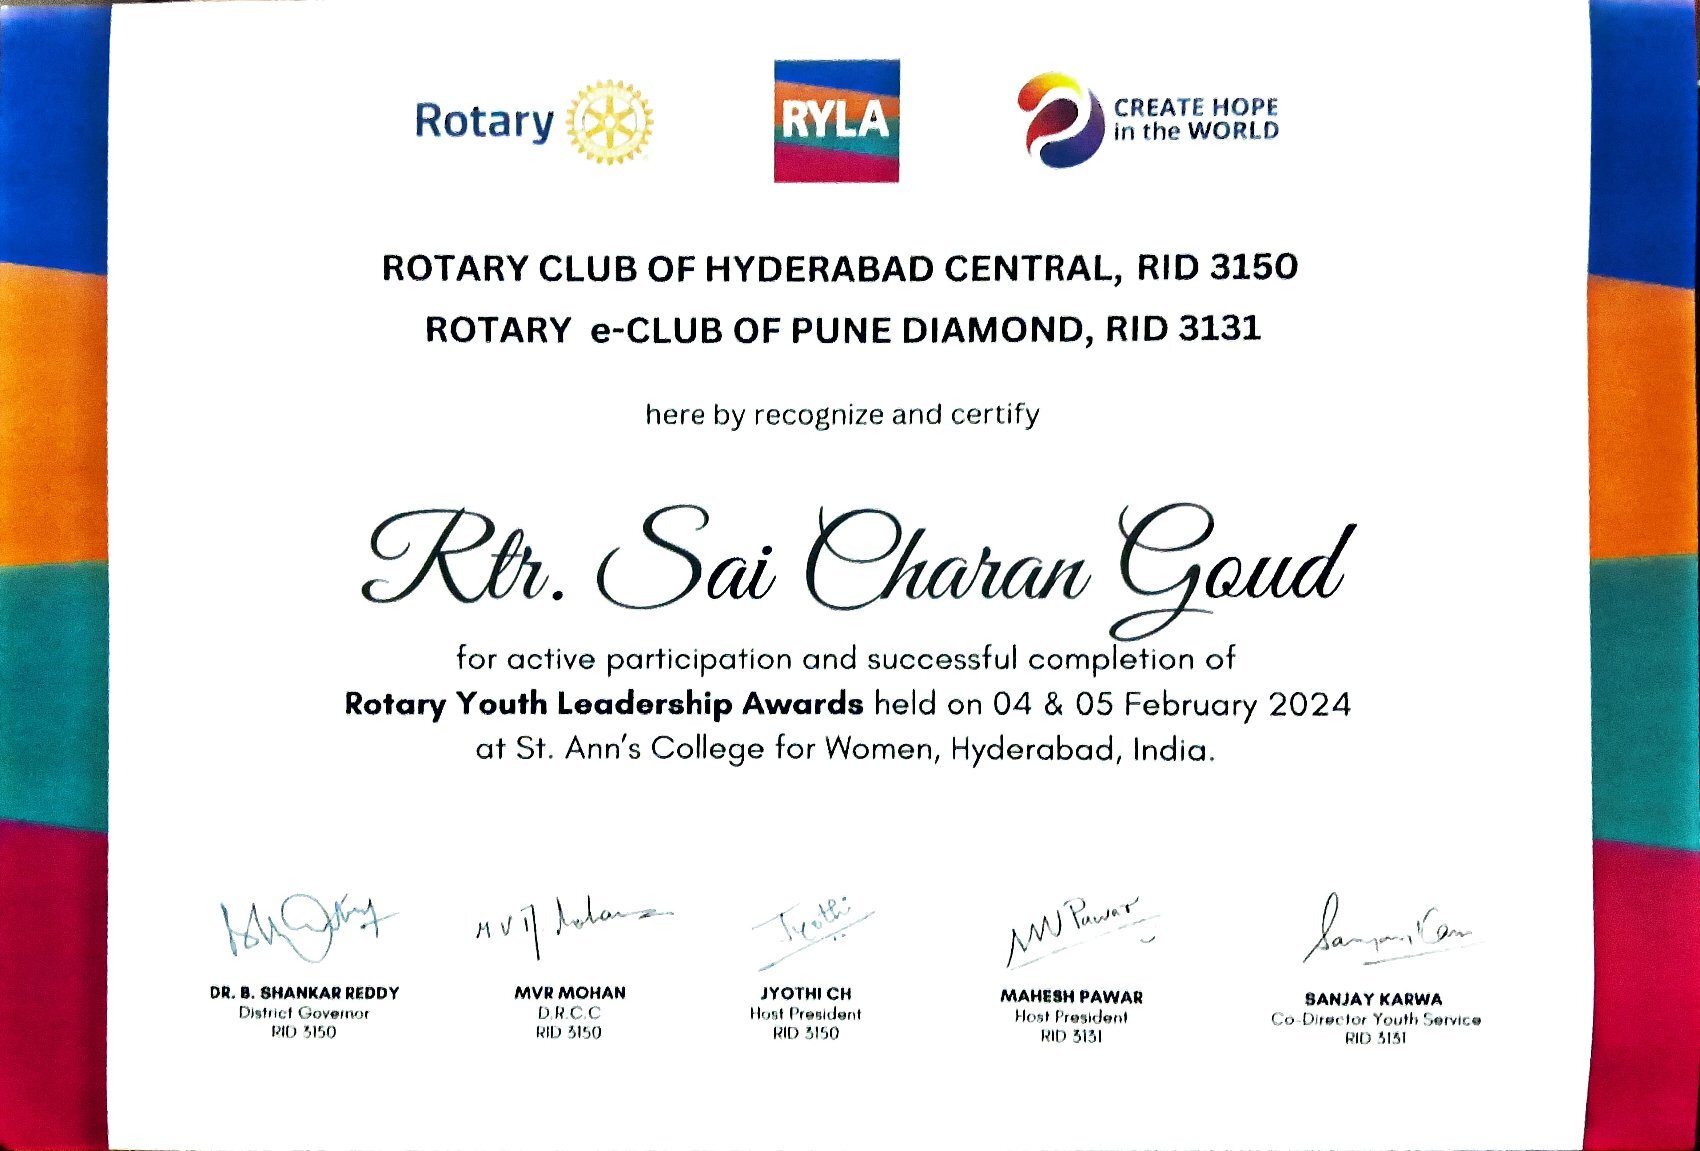 Rotary
RYLA
CREATE HOPE
in the WORLD
ROTARY CLUB OF HYDERABAD CENTRAL, RID 3150
ROTARY e-CLUB OF PUNE DIAMOND, RID 3131
here by recognize and certify
Rtr. Sai Charan Goud
for active participation and successful completion of
Rotary Youth Leadership Awards held on 04 & 05 February 2024
at St. Ann's College for Women, Hyderabad, India.
MVR Mohan
Jyothi
Pawar
DR. B. SHANKAR REDDY
District Governor
RID 3150
MVR MOHAN
D.R.C.C
RID 3150
JYOTHI CH
Host President
RID 3150
MAHESH PAWAR
Host President
RID 3131
SANJAY KARWA
Co-Director Youth Service
RID 3131